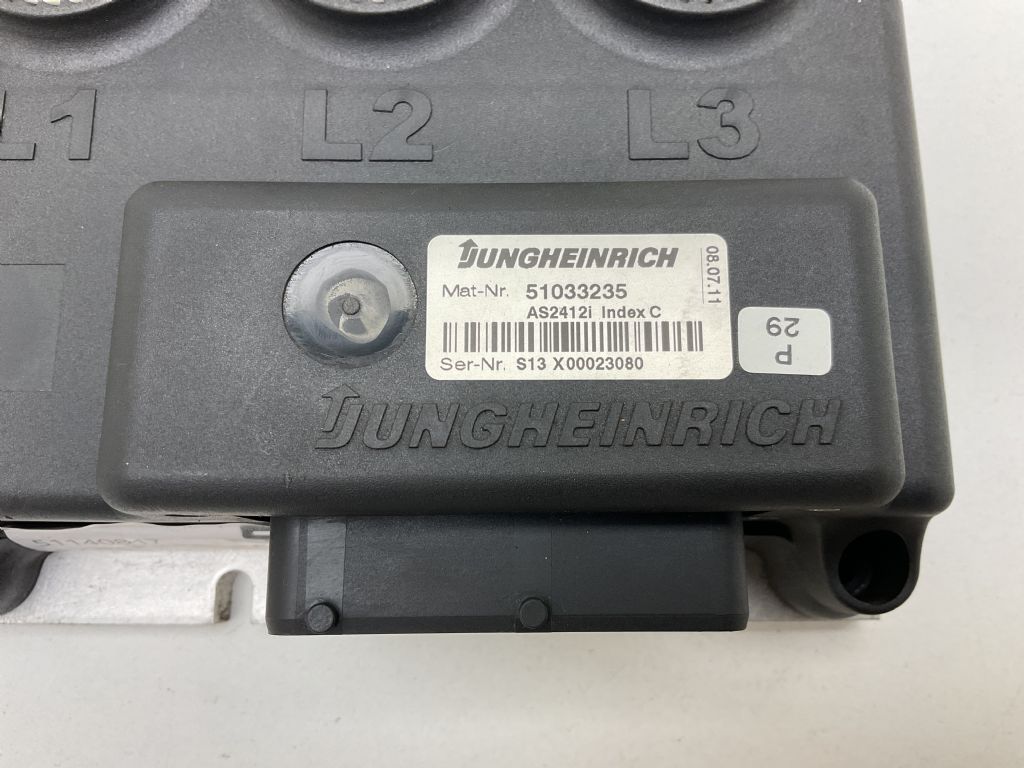 L1 L2 L3
JUNGHEINRICH
08.07.11
Mat-Nr. 51033235
AS2412i Index C
Ser-Nr. S13 X00023080
P
29
JUNGHEINRICH